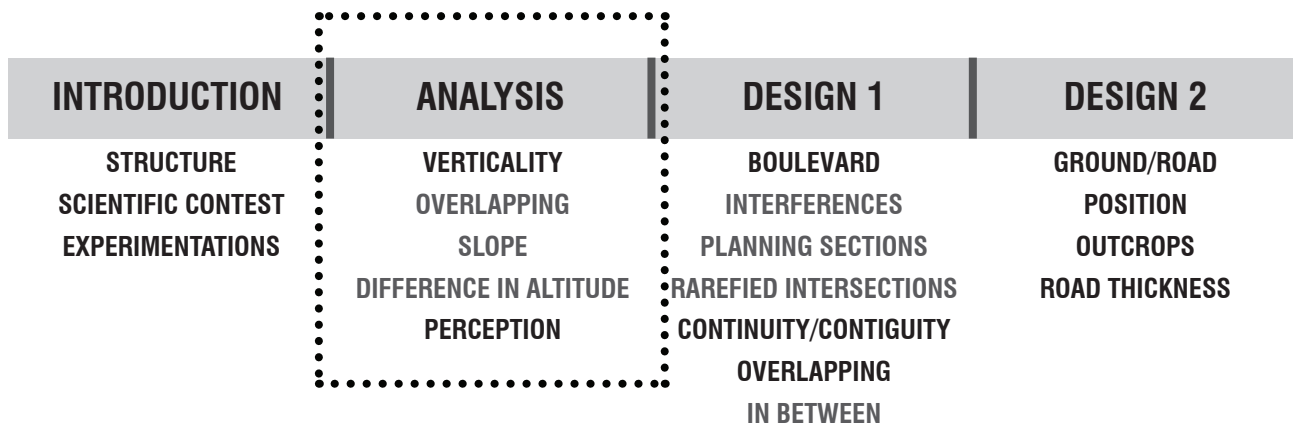 INTRODUCTION
STRUCTURE
SCIENTIFIC CONTEST
EXPERIMENTATIONS
ANALYSIS
VERTICALITY
OVERLAPPING
SLOPE
DIFFERENCE IN ALTITUDE
PERCEPTION
DESIGN 1
BOULEVARD
INTERFERENCES
PLANNING SECTIONS
RAREFIED INTERSECTIONS
CONTINUITY/CONTIGUITY
OVERLAPPING
IN BETWEEN
DESIGN 2
GROUND/ROAD
POSITION
OUTCROPS
ROAD THICKNESS